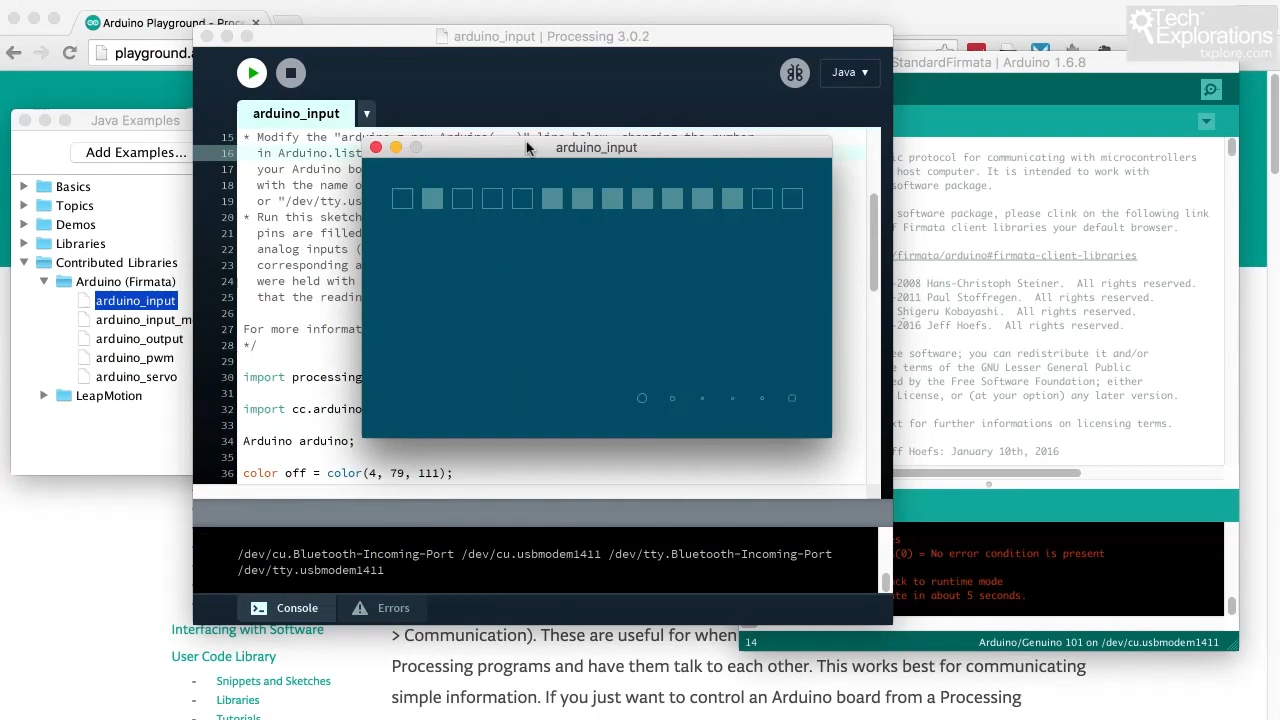 Arduino Playground - Proc
playground.a
Tech
Explorations
txplore.com
arduino_input | Processing 3.0.2
StandardFirmata | Arduino 1.6.8
Java
arduino_input
Java Examples
Add Examples...
Basics
Topics
Demos
Libraries
Contributed Libraries
Arduino (Firmata)
arduino_input
arduino_input_m
arduino_output
arduino_pwm
arduino_servo
LeapMotion
15 * Modify the "arduino = new Arduino(...)" line below, changing the number
16 in Arduino.list
17 your Arduino bo
18 with the name o
19 or "/dev/tty.us
20 * Run this sketch
21 pins are filled
22 analog inputs (
23 corresponding a
24 were held with
25 that the readin
26
27 For more informat
28 */
29
30 import processing
31
32 import cc.arduino
33
34 Arduino arduino;
35
36 color off = color(4, 79, 111);
arduino_input
ic protocol for communicating with microcontrollers
host computer. It is intended to work with
software package.
software package, please clink on the following link
f Firmata client libraries your default browser.
/firmata/arduino#firmata-client-libraries
-2008 Hans-Christoph Steiner. All rights reserved.
-2011 Paul Stoffregen. All rights reserved.
Shigeru Kobayashi. All rights reserved.
-2016 Jeff Hoefs. All rights reserved.
ee software; you can redistribute it and/or
e terms of the GNU Lesser General Public
ed by the Free Software Foundation; either
License, or (at your option) any later version.
xt for further informations on licensing terms.
ff Hoefs: January 10th, 2016
/dev/cu.Bluetooth-Incoming-Port /dev/cu.usbmodem1411 /dev/tty.Bluetooth-Incoming-Port
/dev/tty.usbmodem1411
Console
Errors
es
(0) = No error condition is present
ck to runtime mode
te in about 5 seconds.
14
Arduino/Genuino 101 on /dev/cu.usbmodem1411
Interfacing with Software
User Code Library
- Snippets and Sketches
- Libraries
- Tutorials
> Communication). These are useful for when
Processing programs and have them talk to each other. This works best for communicating
simple information. If you just want to control an Arduino board from a Processing